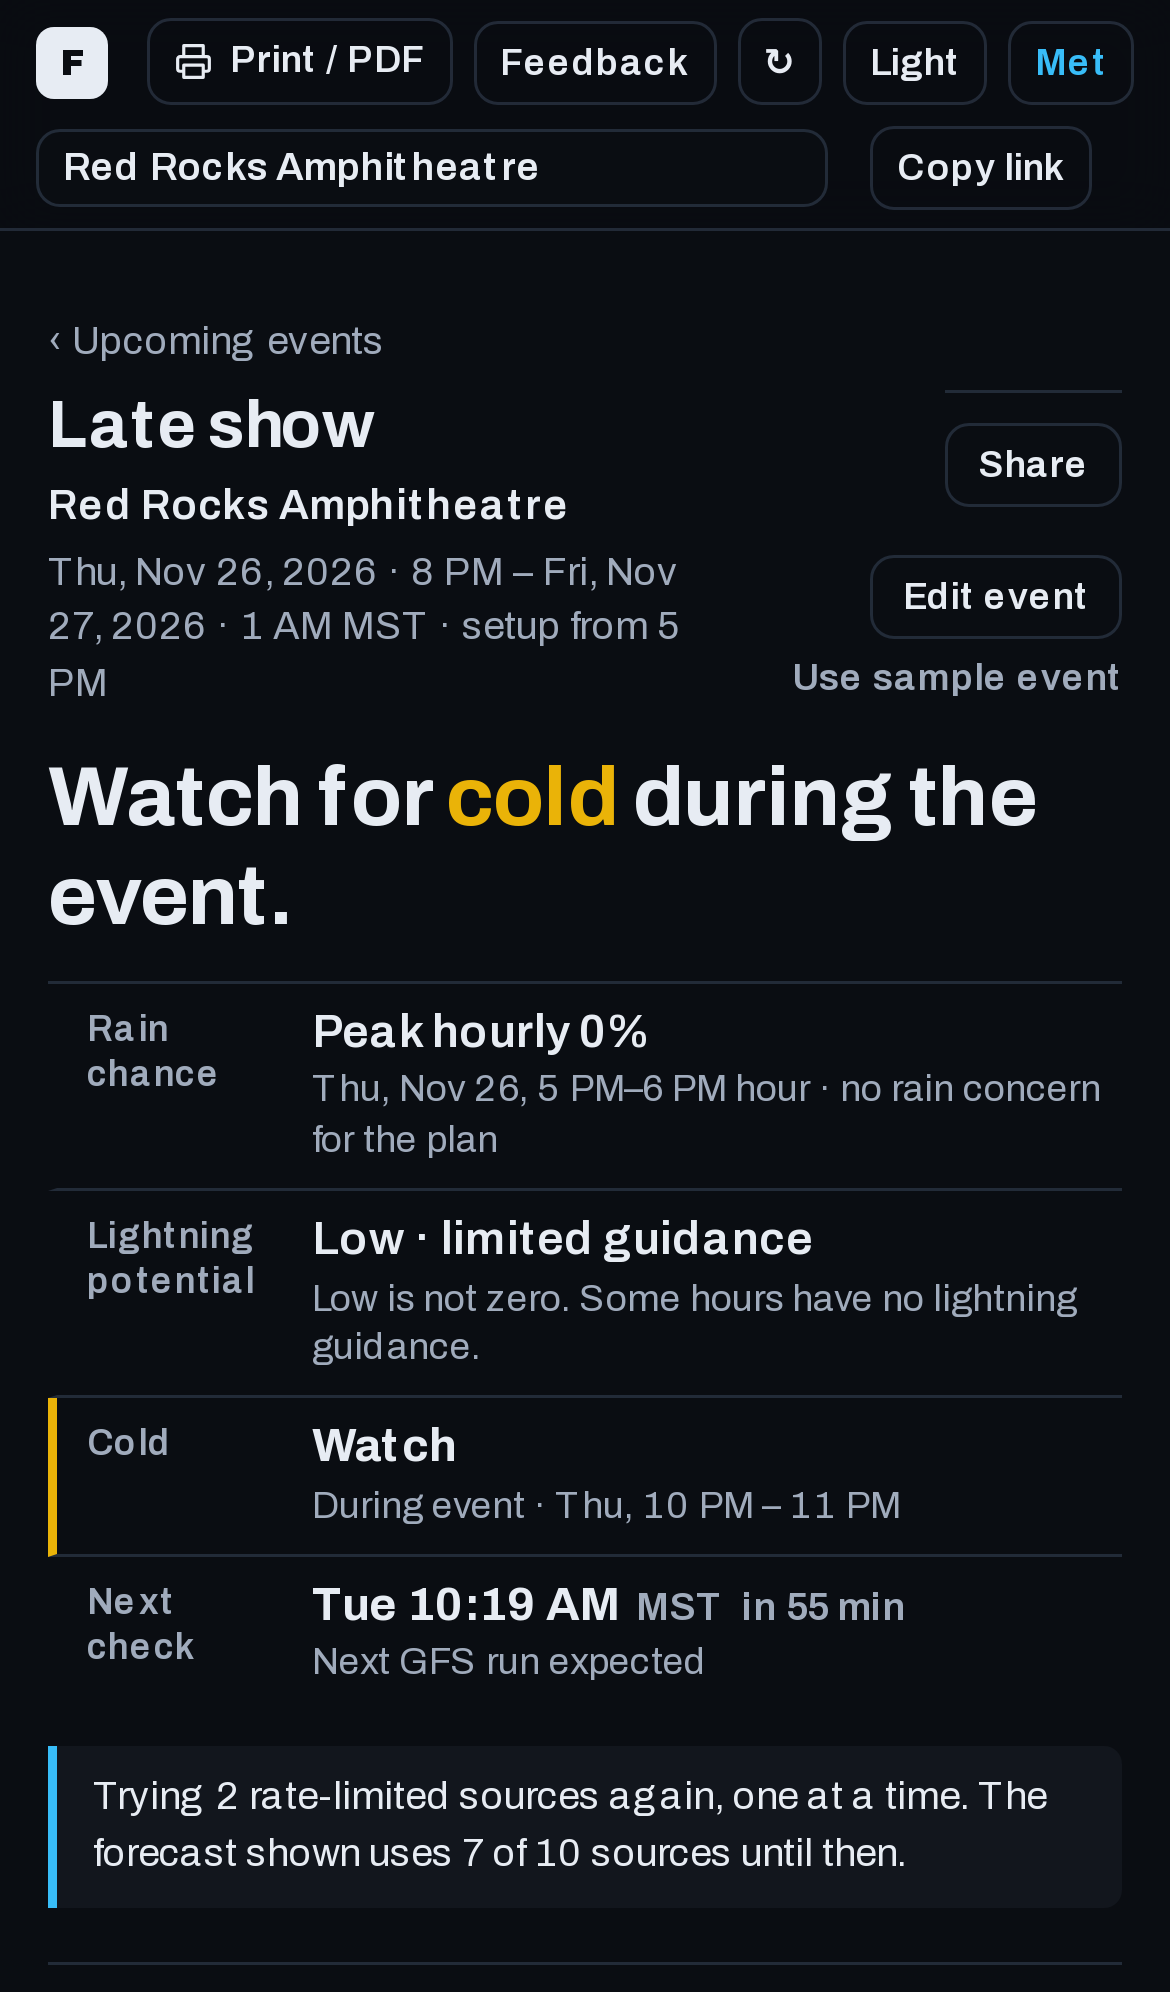 F Print / PDF Feedback ↻ Light Met
Red Rocks Amphitheatre Copy link
‹ Upcoming events
Late show
Share
Red Rocks Amphitheatre
Thu, Nov 26, 2026 · 8 PM – Fri, Nov
27, 2026 · 1 AM MST · setup from 5
PM
Edit event
Use sample event
Watch for cold during the
event.
Rain
chance
Peak hourly 0%
Thu, Nov 26, 5 PM–6 PM hour · no rain concern
for the plan
Lightning
potential
Low · limited guidance
Low is not zero. Some hours have no lightning
guidance.
Cold
Watch
During event · Thu, 10 PM – 11 PM
Next
check
Tue 10:19 AM MST in 55 min
Next GFS run expected
Trying 2 rate-limited sources again, one at a time. The
forecast shown uses 7 of 10 sources until then.